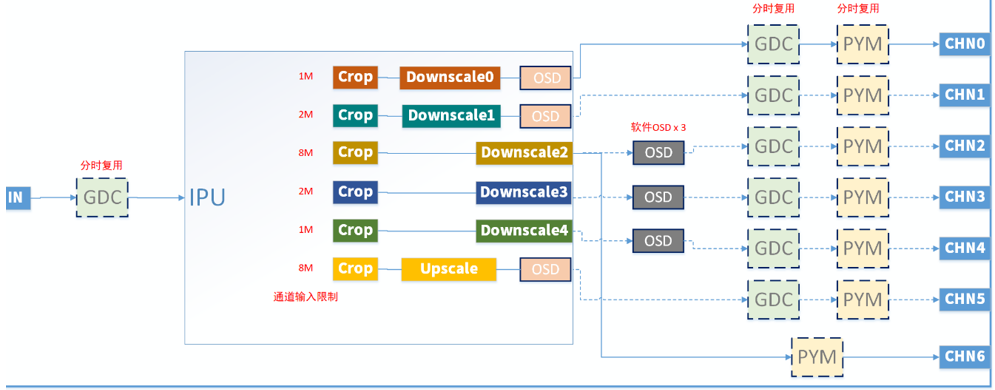 分时复用
分时复用
GDC
PYM
CHN0
1M
Crop
Downscale0
OSD
GDC
PYM
CHN1
2M
Crop
Downscale1
OSD
软件OSD x 3
8M
Crop
Downscale2
OSD
GDC
PYM
CHN2
分时复用
IN
GDC
IPU
2M
Crop
Downscale3
OSD
GDC
PYM
CHN3
1M
Crop
Downscale4
OSD
GDC
PYM
CHN4
8M
Crop
Upscale
OSD
GDC
PYM
CHN5
通道输入限制
PYM
CHN6